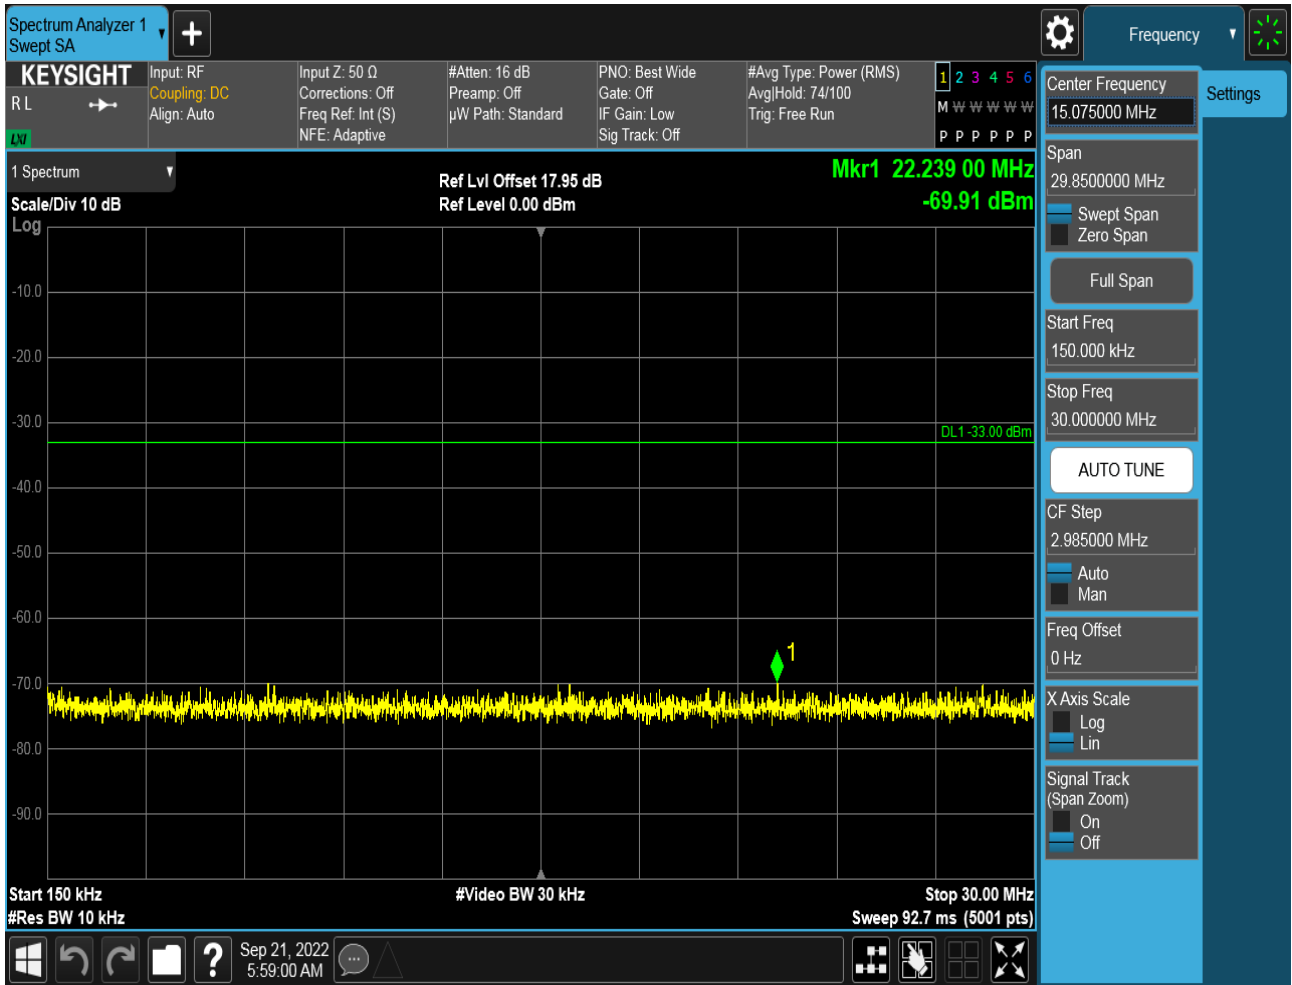 Spectrum Analyzer 1
Swept SA
Frequency
KEYSIGHT
R L
LXI
Input: RF
Coupling: DC
Align: Auto
Input Z: 50 Ω
Corrections: Off
Freq Ref: Int (S)
NFE: Adaptive
#Atten: 16 dB
Preamp: Off
µW Path: Standard
PNO: Best Wide
Gate: Off
IF Gain: Low
Sig Track: Off
#Avg Type: Power (RMS)
Avg|Hold: 74/100
Trig: Free Run
1 2 3 4 5 6
M W W W W W
P P P P P P
1 Spectrum
Scale/Div 10 dB
Log
Ref Lvl Offset 17.95 dB
Ref Level 0.00 dBm
Mkr1 22.239 00 MHz
-69.91 dBm
-10.0
-20.0
-30.0
DL1 -33.00 dBm
-40.0
-50.0
-60.0
1
-70.0
-80.0
-90.0
Start 150 kHz
#Video BW 30 kHz
Stop 30.00 MHz
#Res BW 10 kHz
Sweep 92.7 ms (5001 pts)
Center Frequency
15.075000 MHz
Settings
Span
29.8500000 MHz
Swept Span
Zero Span
Full Span
Start Freq
150.000 kHz
Stop Freq
30.000000 MHz
AUTO TUNE
CF Step
2.985000 MHz
Auto
Man
Freq Offset
0 Hz
X Axis Scale
Log
Lin
Signal Track
(Span Zoom)
On
Off
?
Sep 21, 2022
5:59:00 AM